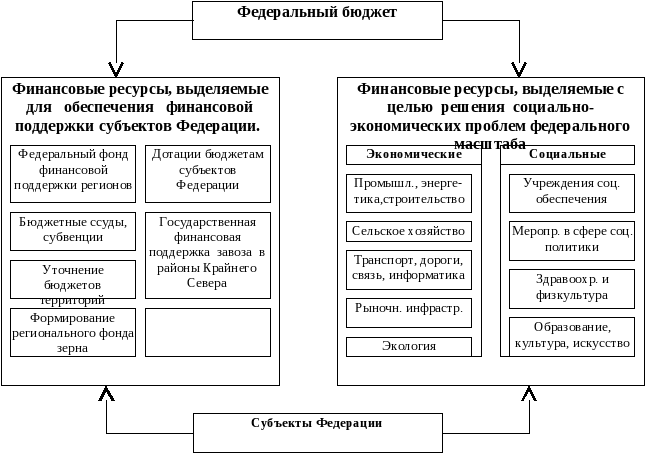 Федеральный бюджет
Финансовые ресурсы, выделяемые
для обеспечения финансовой
поддержки субъектов Федерации.
Федеральный фонд
финансовой
поддержки регионов
Дотации бюджетам
субъектов
Федерации
Бюджетные ссуды,
субвенции
Государственная
финансовая
поддержка завоза в
районы Крайнего
Севера
Уточнение
бюджетов
территорий
Формирование
регионального фонда
зерна
Финансовые ресурсы, выделяемые с
целью решения социально-
экономических проблем федерального
масштаба
Экономические
Промышл., энерге-
тика,строительство
Сельское хозяйство
Транспорт, дороги,
связь, информатика
Рыночн. инфрастр.
Экология
Социальные
Учреждения соц.
обеспечения
Меропр. в сфере соц.
политики
Здравоохр. и
физкультура
Образование,
культура, искусство
Субъекты Федерации